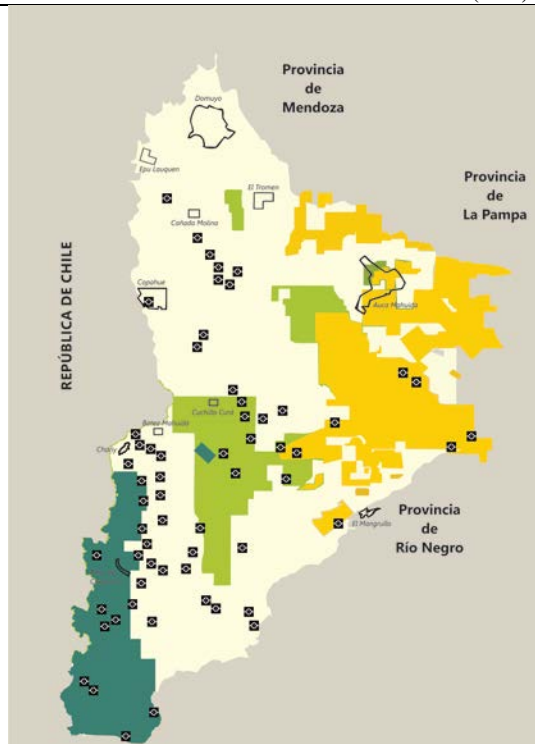 Provincia
de
Mendoza
Domuyo
Epu Lauquen
El Tromen
Provincia
de
La Pampa
Cañada Molina
Copahue
Auca Mahuida
REPÚBLICA DE CHILE
Cuchillo Curá
Batea Mahuida
Chañy
El Mangrullo
Provincia
de
Río Negro